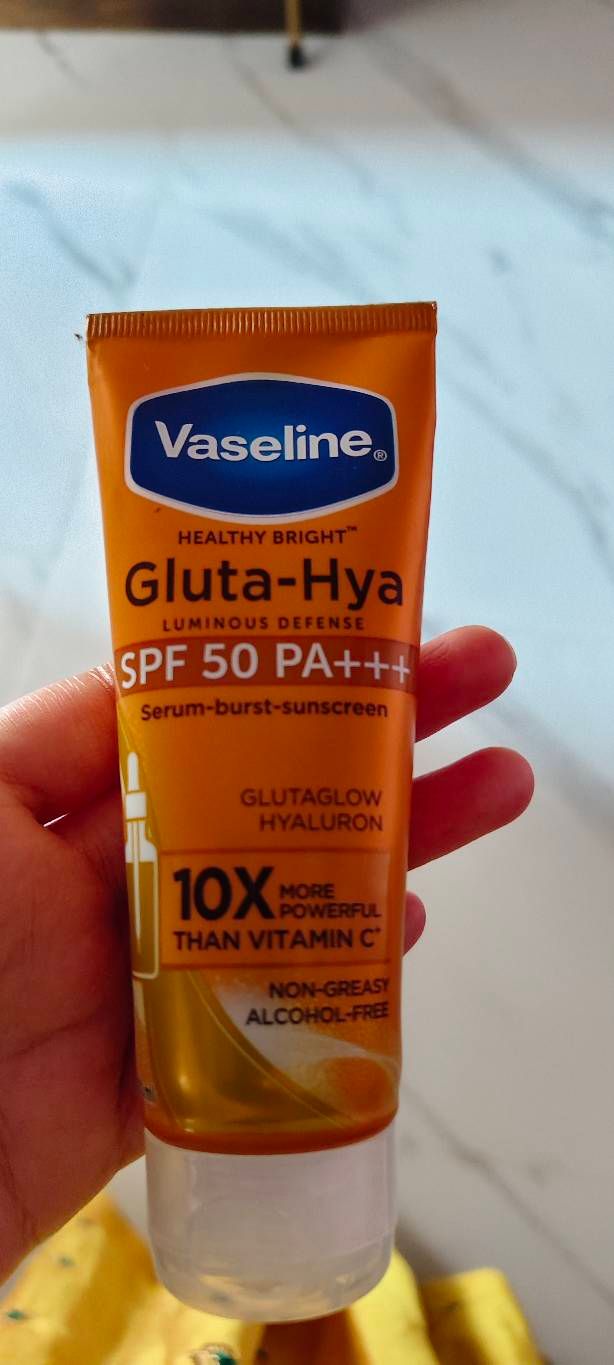 Vaseline®
HEALTHY BRIGHT™
Gluta-Hya
LUMINOUS DEFENSE
SPF 50 PA+++
Serum-burst-sunscreen
GLUTAGLOW
HYALURON
10X MORE
POWERFUL
THAN VITAMIN C*
NON-GREASY
ALCOHOL-FREE